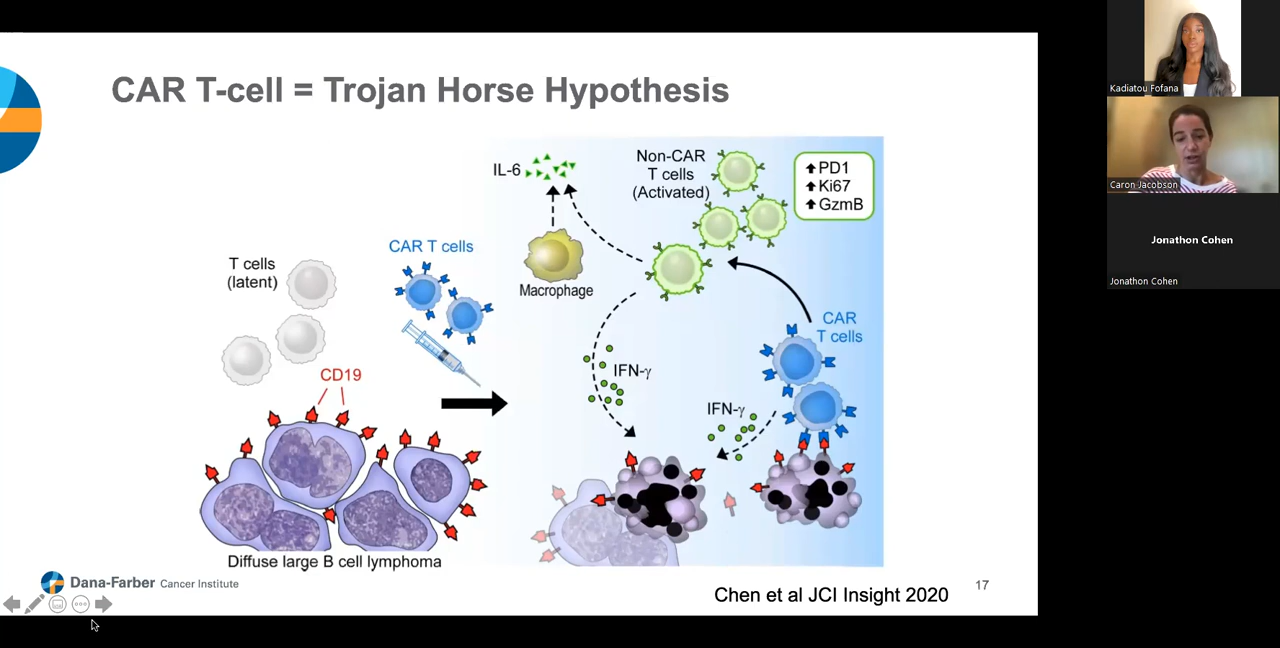 CAR T-cell = Trojan Horse Hypothesis
IL-6
Non-CAR
T cells
(Activated)
PD1
Ki67
GzmB
CAR T cells
T cells
(latent)
Macrophage
CAR
T cells
CD19
IFN-γ
IFN-γ
Diffuse large B cell lymphoma
Dana-Farber Cancer Institute
Chen et al JCI Insight 2020
17
Kadiatou Fofana
Caron Jacobson
Jonathon Cohen
Jonathon Cohen